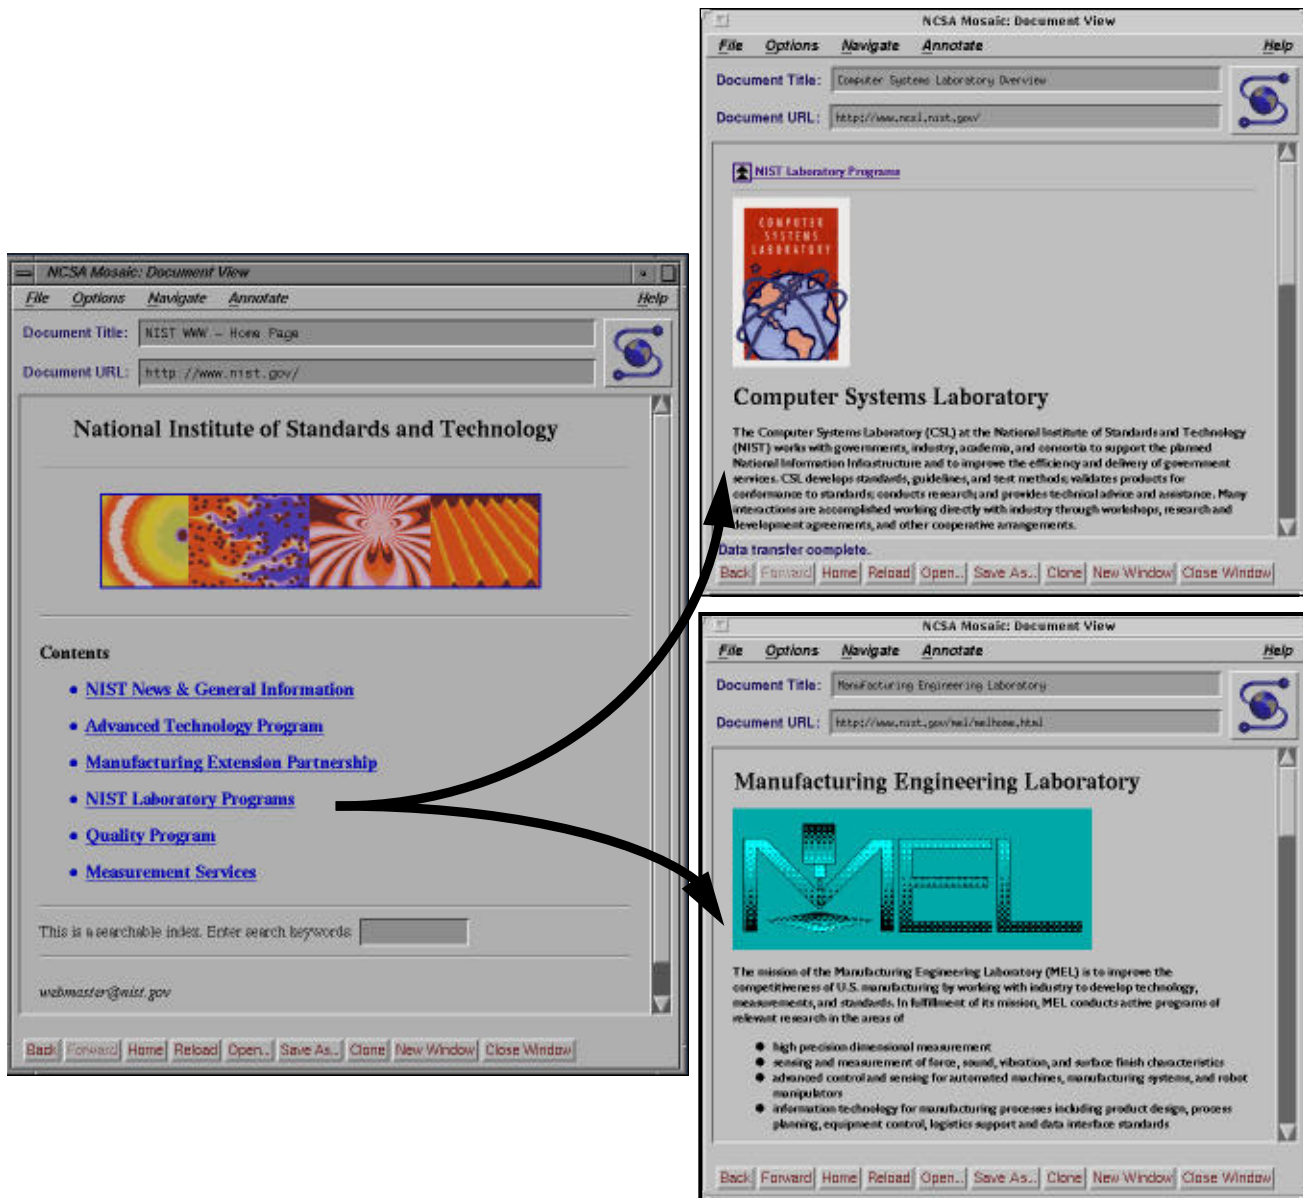 NCSA Mosaic: Document View
File Options Navigate Annotate Help
Document Title: NIST WWW - Home Page
Document URL: http://www.nist.gov/
National Institute of Standards and Technology
Contents
• NIST News & General Information
• Advanced Technology Program
• Manufacturing Extension Partnership
• NIST Laboratory Programs
• Quality Program
• Measurement Services
This is a searchable index. Enter search keywords:
webmaster@nist.gov
Back Forward Home Reload Open... Save As... Clone New Window Close Window
NCSA Mosaic: Document View
File Options Navigate Annotate Help
Document Title: Computer Systems Laboratory Overview
Document URL: http://www.ncsl.nist.gov/
NIST Laboratory Programs
COMPUTER
SYSTEMS
LABORATORY
Computer Systems Laboratory
The Computer Systems Laboratory (CSL) at the National Institute of Standards and Technology
(NIST) works with governments, industry, academia, and consortia to support the planned
National Information Infrastructure and to improve the efficiency and delivery of government
services. CSL develops standards, guidelines, and test methods; validates products for
conformance to standards; conducts research; and provides technical advice and assistance. Many
interactions are accomplished working directly with industry through workshops, research and
development agreements, and other cooperative arrangements.
Data transfer complete.
Back Forward Home Reload Open... Save As... Clone New Window Close Window
NCSA Mosaic: Document View
File Options Navigate Annotate Help
Document Title: Manufacturing Engineering Laboratory
Document URL: http://www.nist.gov/mel/melhome.html
Manufacturing Engineering Laboratory
MEL
The mission of the Manufacturing Engineering Laboratory (MEL) is to improve the
competitiveness of U.S. manufacturing by working with industry to develop technology,
measurements, and standards. In fulfillment of its mission, MEL conducts active programs of
relevant research in the areas of
• high precision dimensional measurement
• sensing and measurement of force, sound, vibration, and surface finish characteristics
• advanced control and sensing for automated machines, manufacturing systems, and robot
manipulators
• information technology for manufacturing processes including product design, process
planning, equipment control, logistics support and data interface standards
Back Forward Home Reload Open... Save As... Clone New Window Close Window